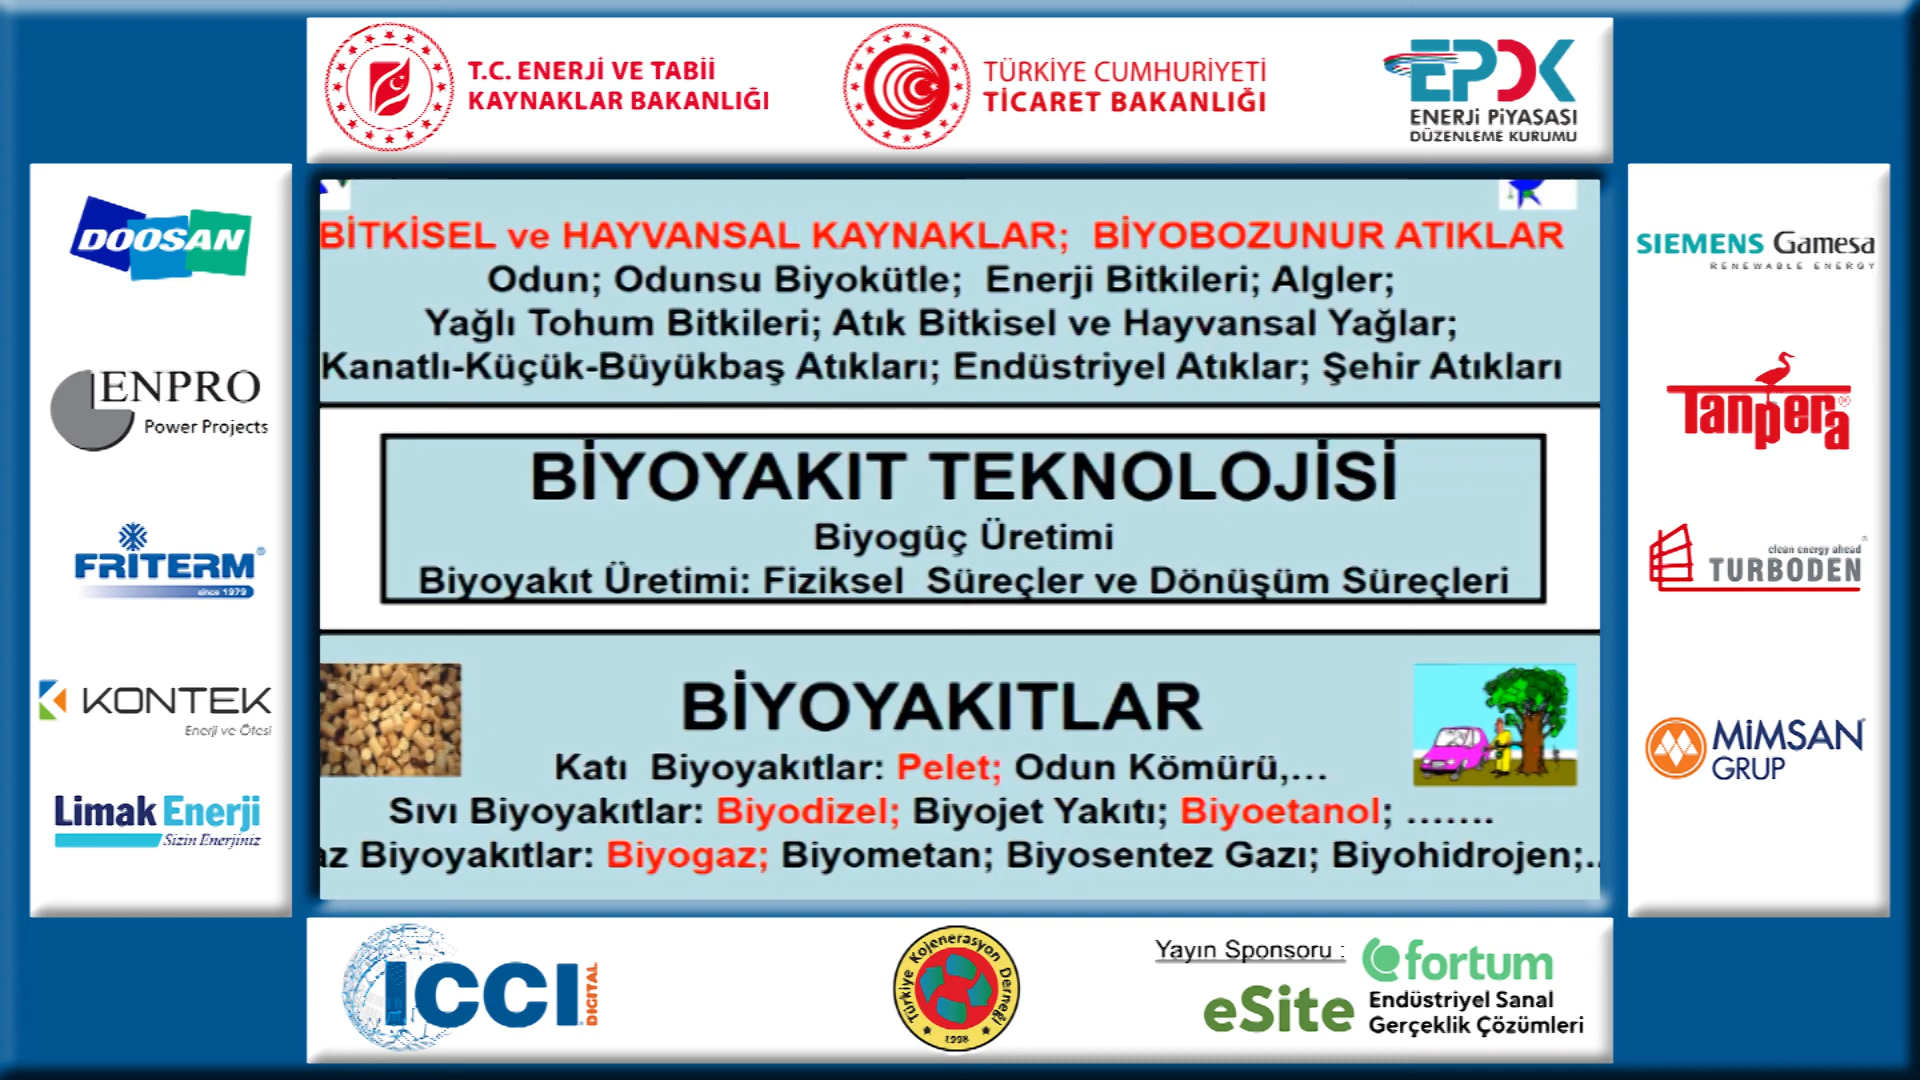 T.C. ENERJİ VE TABİİ
KAYNAKLAR BAKANLIĞI
TÜRKİYE CUMHURİYETİ
TİCARET BAKANLIĞI
EPDK
ENERJİ PİYASASI
DÜZENLEME KURUMU
DOOSAN
ENPRO
Power Projects
FRITERM®
since 1979
KONTEK
Enerji ve Ötesi
Limak Enerji
Sizin Enerjiniz
BİTKİSEL ve HAYVANSAL KAYNAKLAR; BİYOBOZUNUR ATIKLAR
Odun; Odunsu Biyokütle; Enerji Bitkileri; Algler;
Yağlı Tohum Bitkileri; Atık Bitkisel ve Hayvansal Yağlar;
Kanatlı-Küçük-Büyükbaş Atıkları; Endüstriyel Atıklar; Şehir Atıkları
BİYOYAKIT TEKNOLOJİSİ
Biyogüç Üretimi
Biyoyakıt Üretimi: Fiziksel Süreçler ve Dönüşüm Süreçleri
BİYOYAKITLAR
Katı Biyoyakıtlar: Pelet; Odun Kömürü,...
Sıvı Biyoyakıtlar: Biyodizel; Biyojet Yakıtı; Biyoetanol; .......
az Biyoyakıtlar: Biyogaz; Biyometan; Biyosentez Gazı; Biyohidrojen;..
SIEMENS Gamesa
RENEWABLE ENERGY
Tanpera®
clean energy ahead
TURBODEN
MİMSAN
GRUP
ICCI DIGITAL
Türkiye Kojenerasyon Derneği
1998
Yayın Sponsoru :
fortum
eSite
Endüstriyel Sanal
Gerçeklik Çözümleri